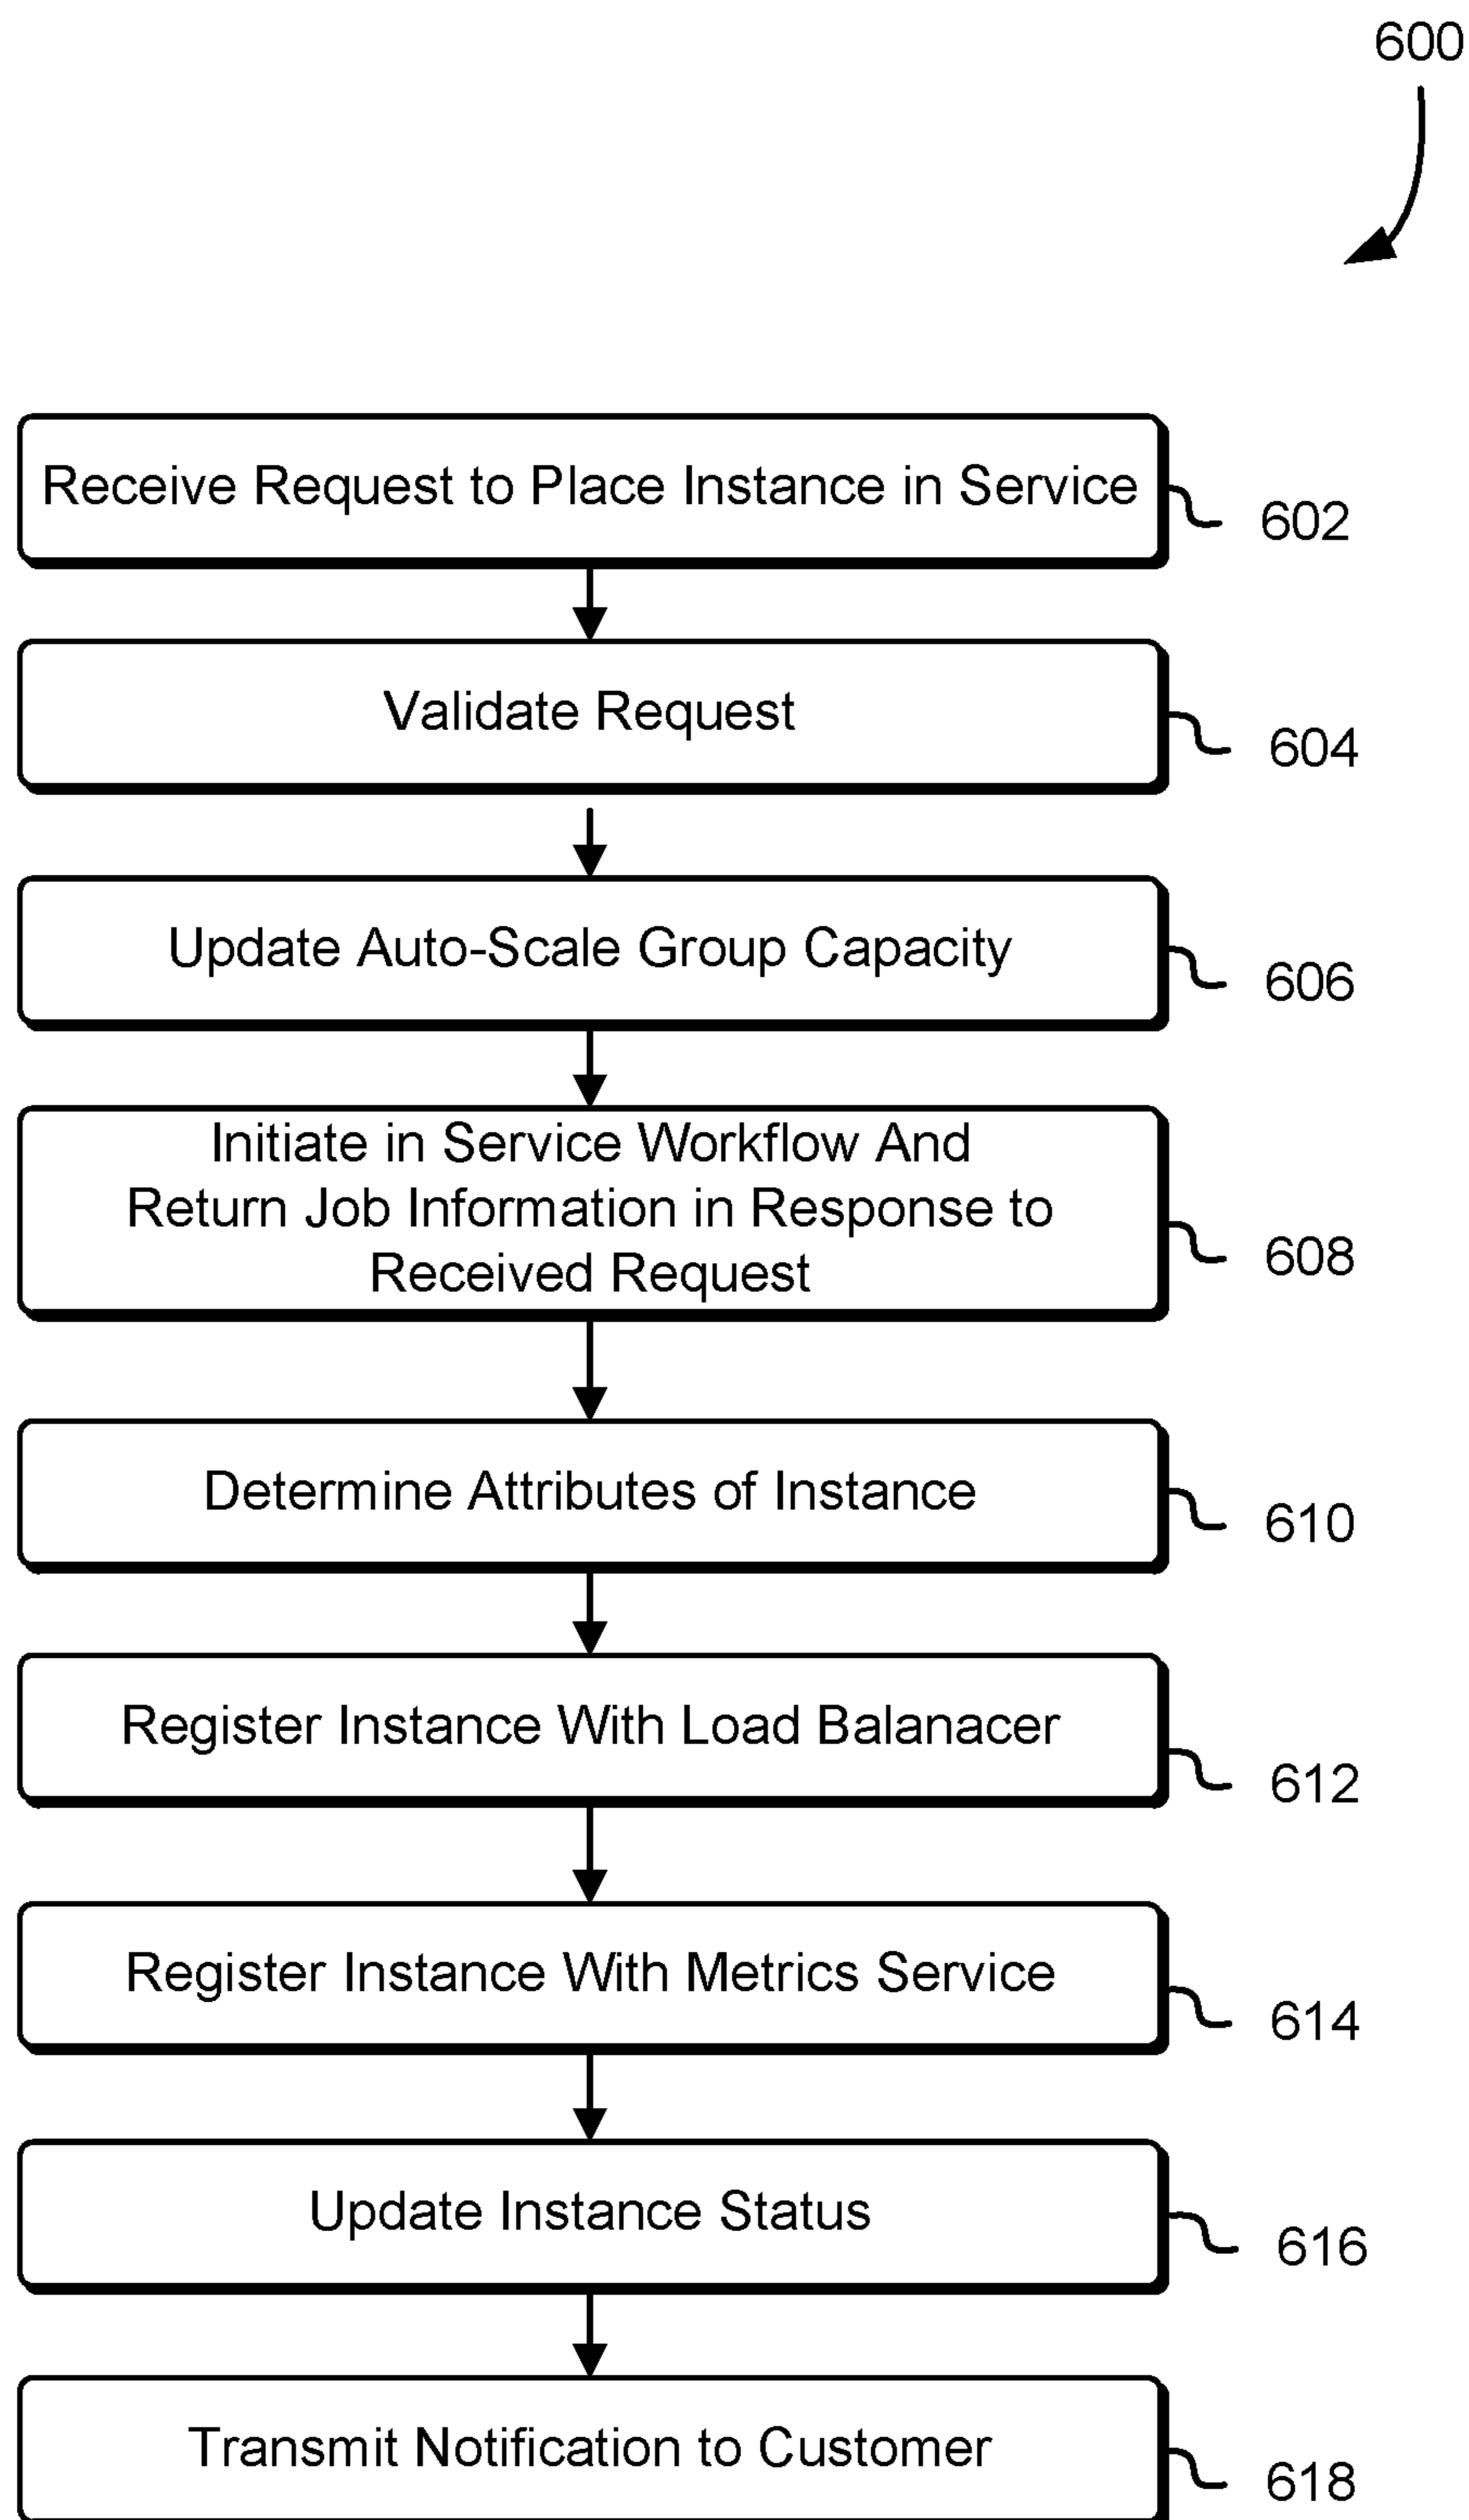 600
Receive Request to Place Instance in Service
602
Validate Request
604
Update Auto-Scale Group Capacity
606
Initiate in Service Workflow And
Return Job Information in Response to
Received Request
608
Determine Attributes of Instance
610
Register Instance With Load Balanacer
612
Register Instance With Metrics Service
614
Update Instance Status
616
Transmit Notification to Customer
618